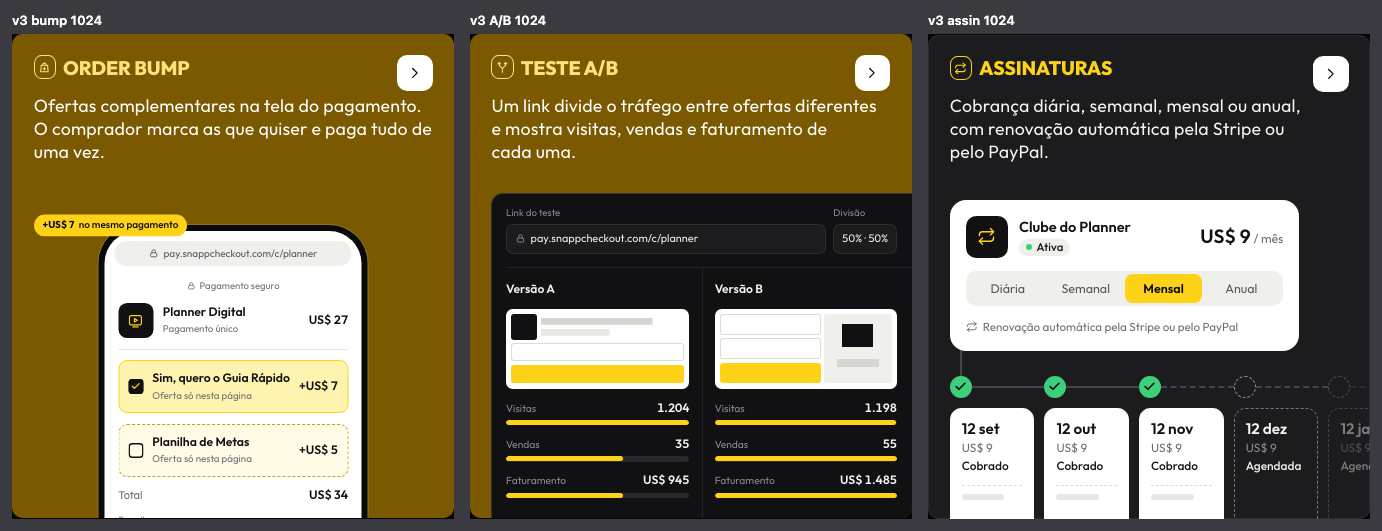 v3 bump 1024
ORDER BUMP
Ofertas complementares na tela do pagamento.
O comprador marca as que quiser e paga tudo de
uma vez.
+US$ 7 no mesmo pagamento
pay.snappcheckout.com/c/planner
Pagamento seguro
Planner Digital
Pagamento único
US$ 27
Sim, quero o Guia Rápido
Oferta só nesta página
+US$ 7
Planilha de Metas
Oferta só nesta página
+US$ 5
Total
US$ 34
v3 A/B 1024
TESTE A/B
Um link divide o tráfego entre ofertas diferentes
e mostra visitas, vendas e faturamento de
cada uma.
Link do teste
Divisão
pay.snappcheckout.com/c/planner
50% · 50%
Versão A
Visitas
1.204
Vendas
35
Faturamento
US$ 945
Versão B
Visitas
1.198
Vendas
55
Faturamento
US$ 1.485
v3 assin 1024
ASSINATURAS
Cobrança diária, semanal, mensal ou anual,
com renovação automática pela Stripe ou
pelo PayPal.
Clube do Planner
Ativa
US$ 9 / mês
Diária
Semanal
Mensal
Anual
Renovação automática pela Stripe ou pelo PayPal
12 set
US$ 9
Cobrado
12 out
US$ 9
Cobrado
12 nov
US$ 9
Cobrado
12 dez
US$ 9
Agendada
12 ja
US$ 9
Agen